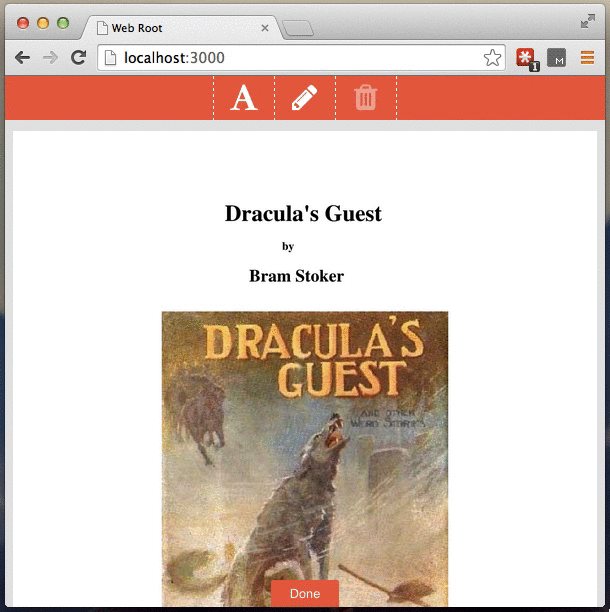 Web Root
localhost:3000
1
M
A
Dracula's Guest
by
Bram Stoker
DRACULA'S
GUEST
AND OTHER
WEIRD STORIES
Done